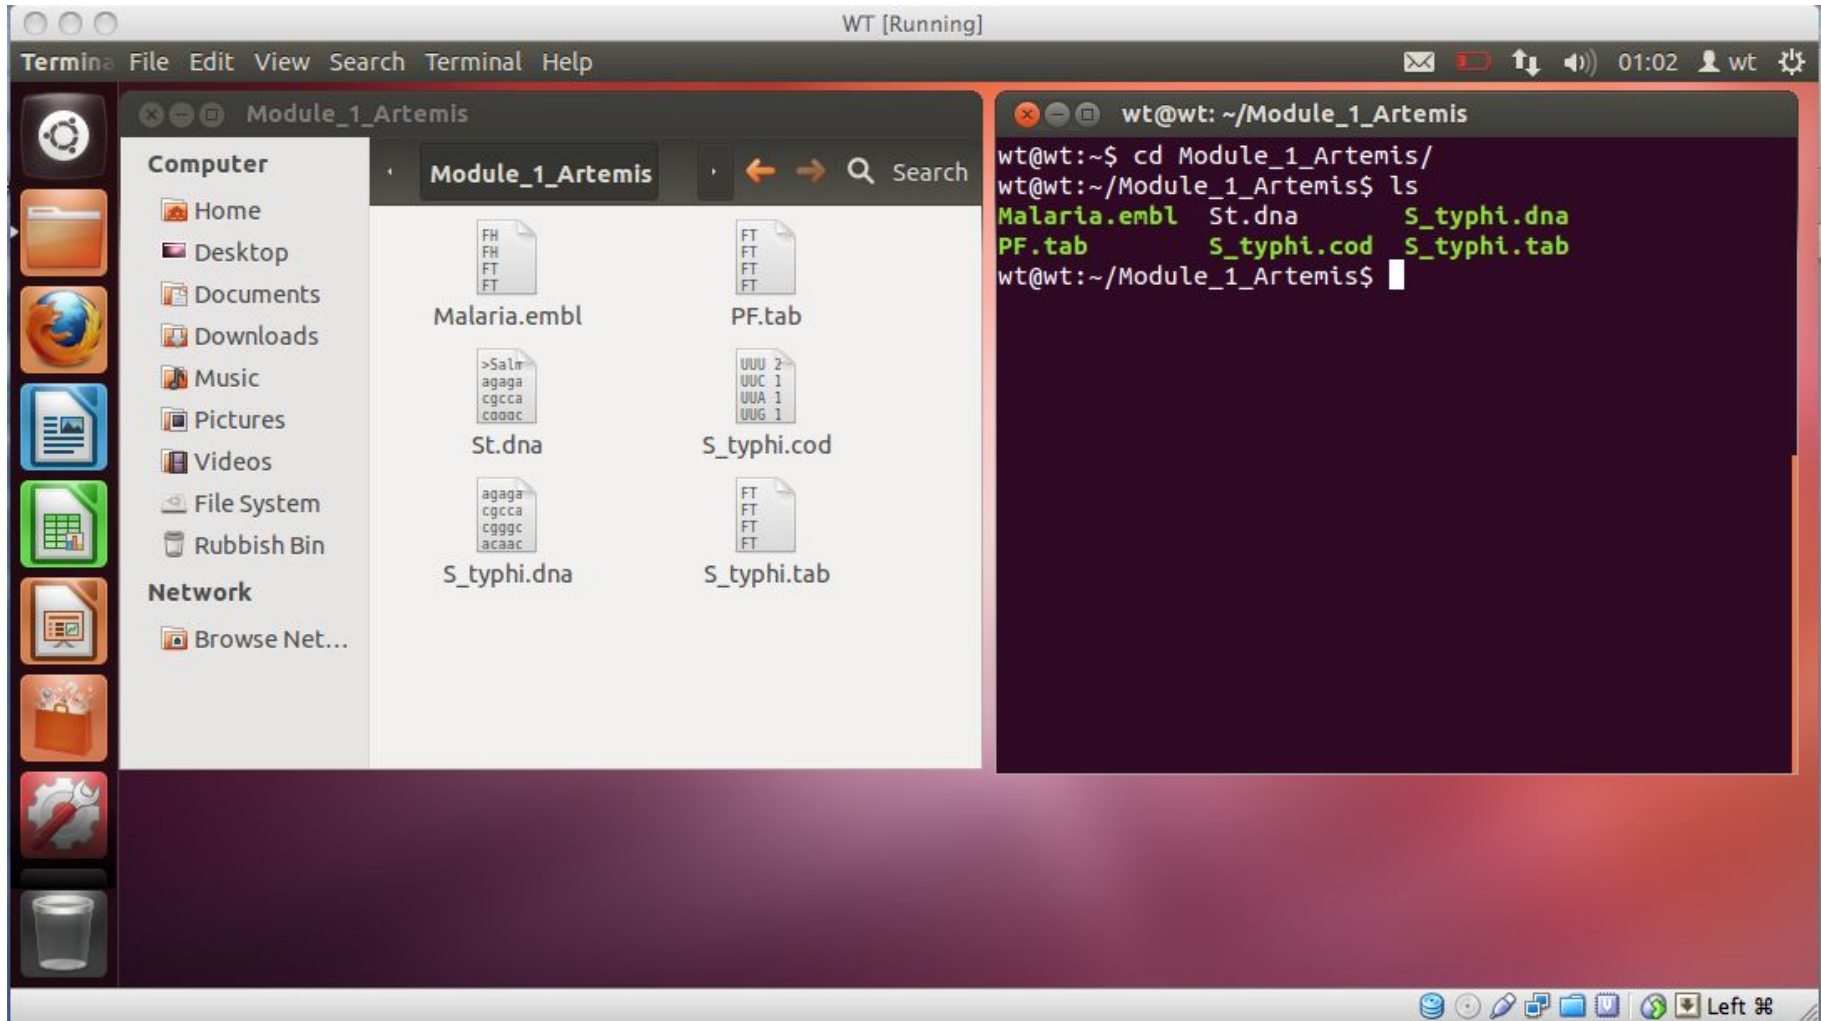 WT [Running]
Termina File Edit View Search Terminal Help
01:02 wt
Module_1_Artemis
Computer
Home
Desktop
Documents
Downloads
Music
Pictures
Videos
File System
Rubbish Bin
Network
Browse Net...
Module_1_Artemis
Search
FH
FH
FT
FT
Malaria.embl
FT
FT
FT
FT
PF.tab
>Salm
agaga
cgcca
cgggc
St.dna
UUU 2
UUC 1
UUA 1
UUG 1
S_typhi.cod
agaga
cgcca
cgggc
acaac
S_typhi.dna
FT
FT
FT
FT
S_typhi.tab
wt@wt: ~/Module_1_Artemis
wt@wt:~$ cd Module_1_Artemis/
wt@wt:~/Module_1_Artemis$ ls
Malaria.embl St.dna S_typhi.dna
PF.tab S_typhi.cod S_typhi.tab
wt@wt:~/Module_1_Artemis$
Left ⌘